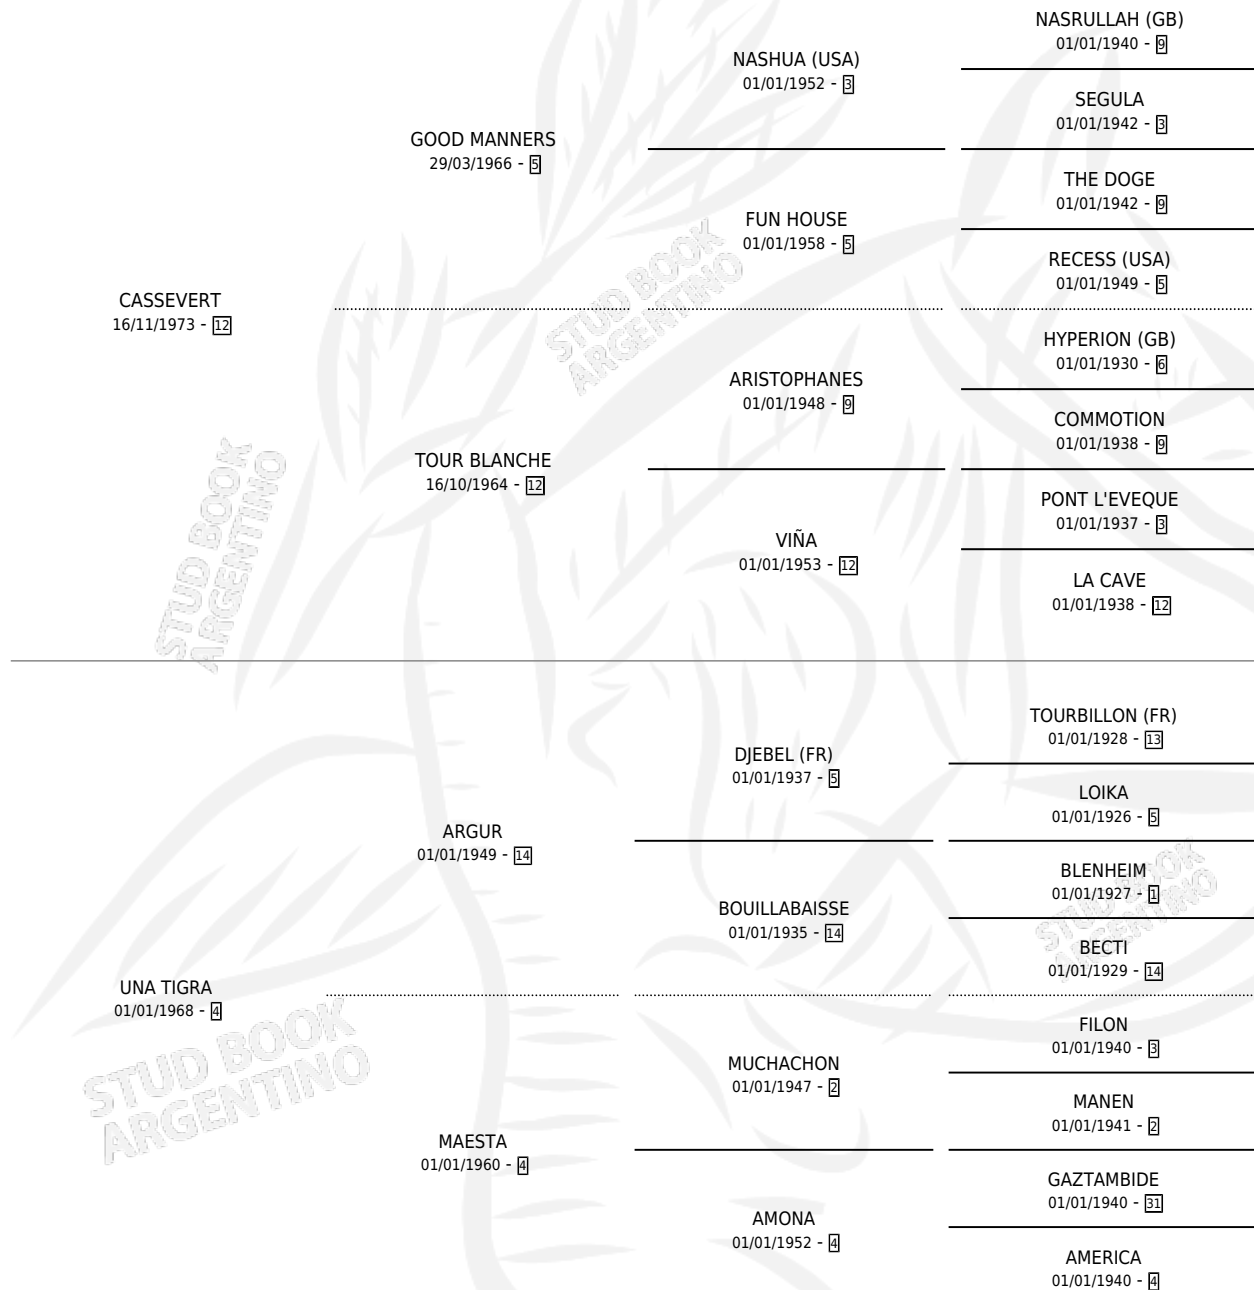 NASRULLAH (GB)
01/01/1940 - 9
NASHUA (USA)
01/01/1952 - 3
SEGULA
01/01/1942 - 3
GOOD MANNERS
29/03/1966 - 5
THE DOGE
01/01/1942 - 9
FUN HOUSE
01/01/1958 - 5
RECESS (USA)
01/01/1949 - 5
CASSEVERT
16/11/1973 - 12
HYPERION (GB)
01/01/1930 - 6
ARISTOPHANES
01/01/1948 - 9
COMMOTION
01/01/1938 - 9
TOUR BLANCHE
16/10/1964 - 12
PONT L'EVEQUE
01/01/1937 - 3
VIÑA
01/01/1953 - 12
LA CAVE
01/01/1938 - 12
TOURBILLON (FR)
01/01/1928 - 13
DJEBEL (FR)
01/01/1937 - 5
LOIKA
01/01/1926 - 5
ARGUR
01/01/1949 - 14
BLENHEIM
01/01/1927 - 1
BOUILLABAISSE
01/01/1935 - 14
BECTI
01/01/1929 - 14
UNA TIGRA
01/01/1968 - 4
FILON
01/01/1940 - 3
MUCHACHON
01/01/1947 - 2
MANEN
01/01/1941 - 2
MAESTA
01/01/1960 - 4
GAZTAMBIDE
01/01/1940 - 31
AMONA
01/01/1952 - 4
AMERICA
01/01/1940 - 4
STUD BOOK
ARGENTINO
STUD BOOK
ARGENTINO
STUD BOOK
ARGENTINO
STUD BOOK
ARGENTINO